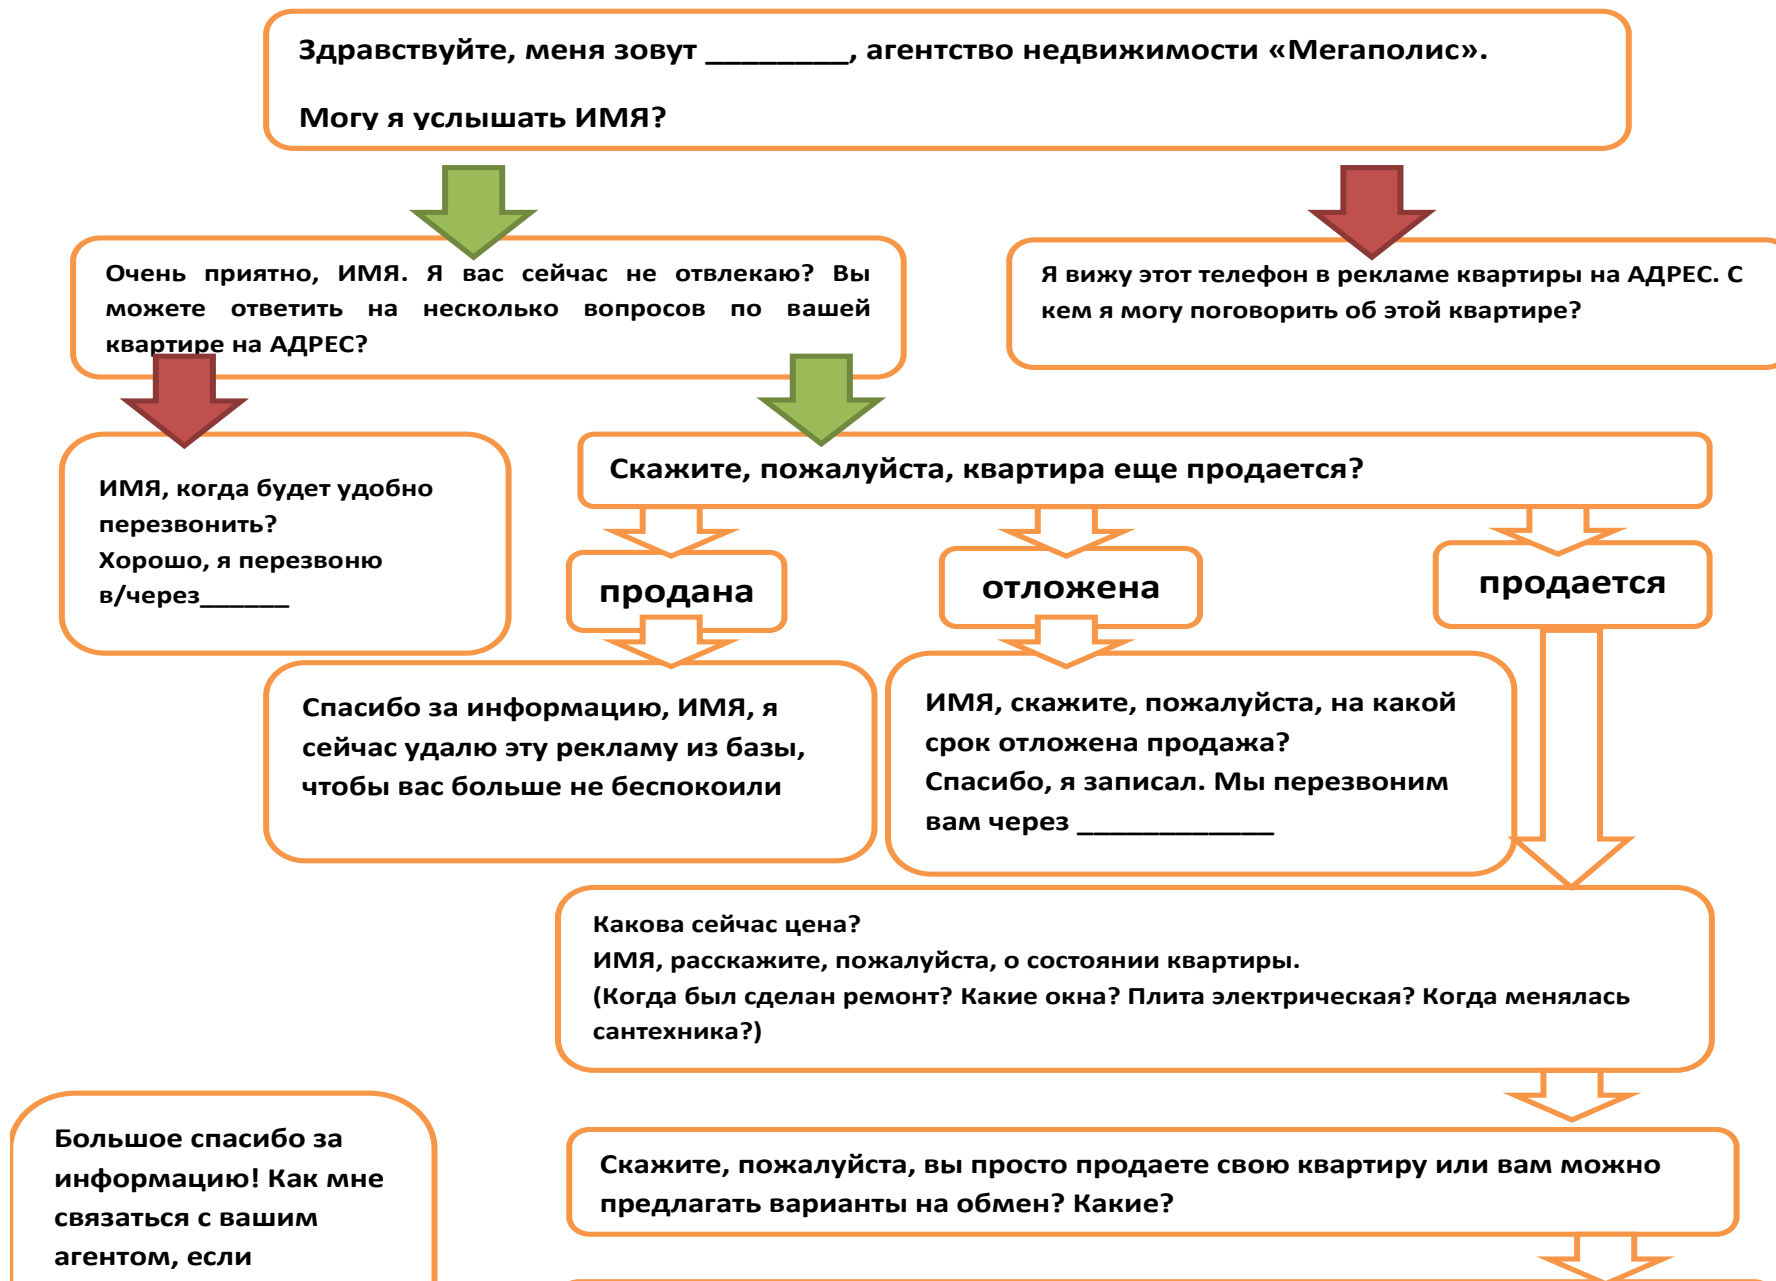 Здравствуйте, меня зовут _________, агентство недвижимости «Мегаполис».
Могу я услышать ИМЯ?
Очень приятно, ИМЯ. Я вас сейчас не отвлекаю? Вы
можете ответить на несколько вопросов по вашей
квартире на АДРЕС?
Я вижу этот телефон в рекламе квартиры на АДРЕС. С
кем я могу поговорить об этой квартире?
ИМЯ, когда будет удобно
перезвонить?
Хорошо, я перезвоню
в/через______
Скажите, пожалуйста, квартира еще продается?
продана
отложена
продается
Спасибо за информацию, ИМЯ, я
сейчас удалю эту рекламу из базы,
чтобы вас больше не беспокоили
ИМЯ, скажите, пожалуйста, на какой
срок отложена продажа?
Спасибо, я записал. Мы перезвоним
вам через ____________
Какова сейчас цена?
ИМЯ, расскажите, пожалуйста, о состоянии квартиры.
(Когда был сделан ремонт? Какие окна? Плита электрическая? Когда менялась
сантехника?)
Большое спасибо за
информацию! Как мне
связаться с вашим
агентом, если
Скажите, пожалуйста, вы просто продаете свою квартиру или вам можно
предлагать варианты на обмен? Какие?